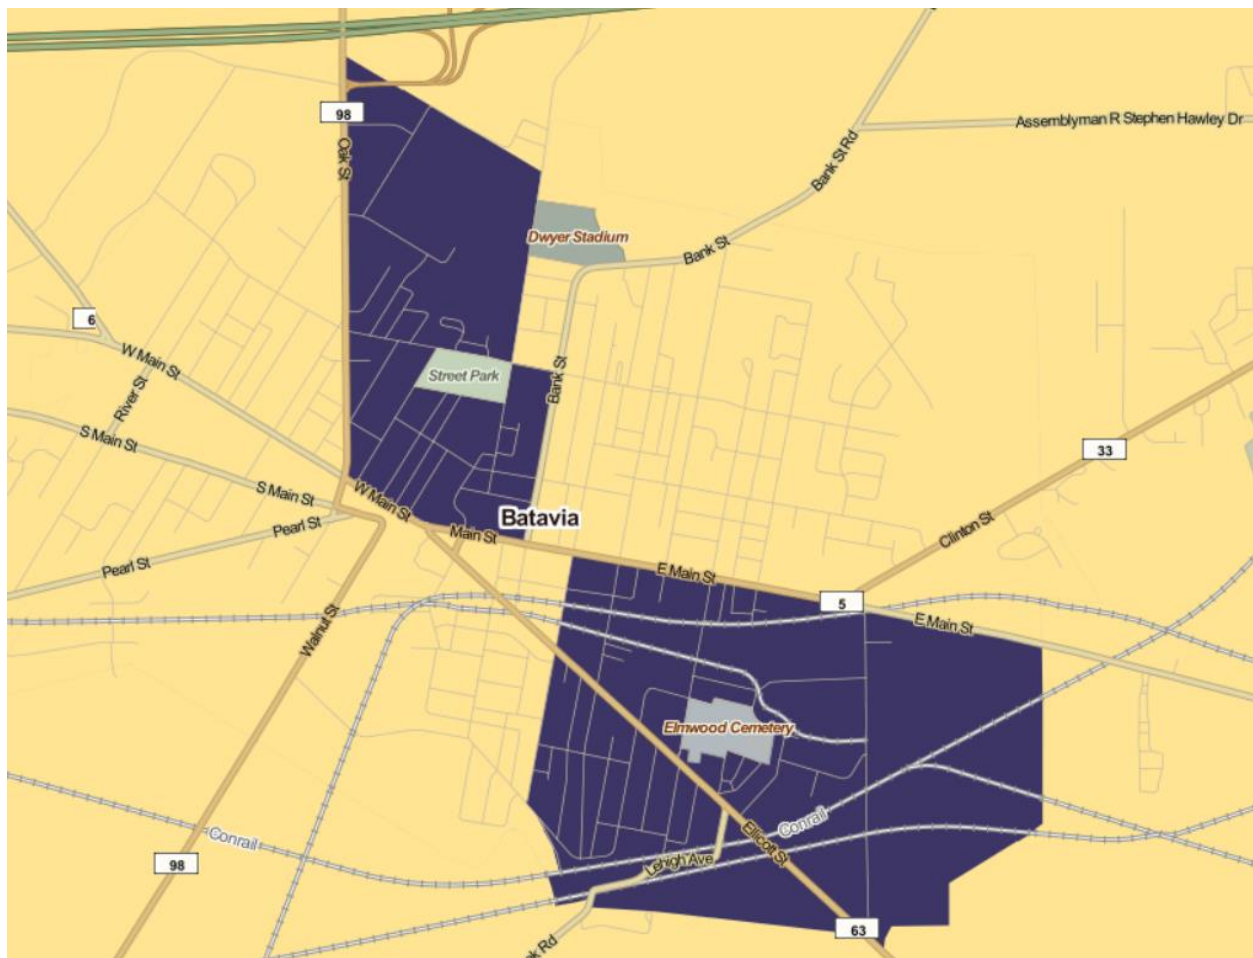 98
Oak St
Assemblyman R Stephen Hawley Dr
Bank St Rd
Dwyer Stadium
Bank St
6
W Main St
Street Park
Bank St
River St
S Main St
33
S Main St
W Main St
Pearl St
Batavia
Main St
Clinton St
Pearl St
E Main St
5
E Main St
Walnut St
Elmwood Cemetery
Conrail
Conrail
Ellicott St
98
Lehigh Ave
63
Rd